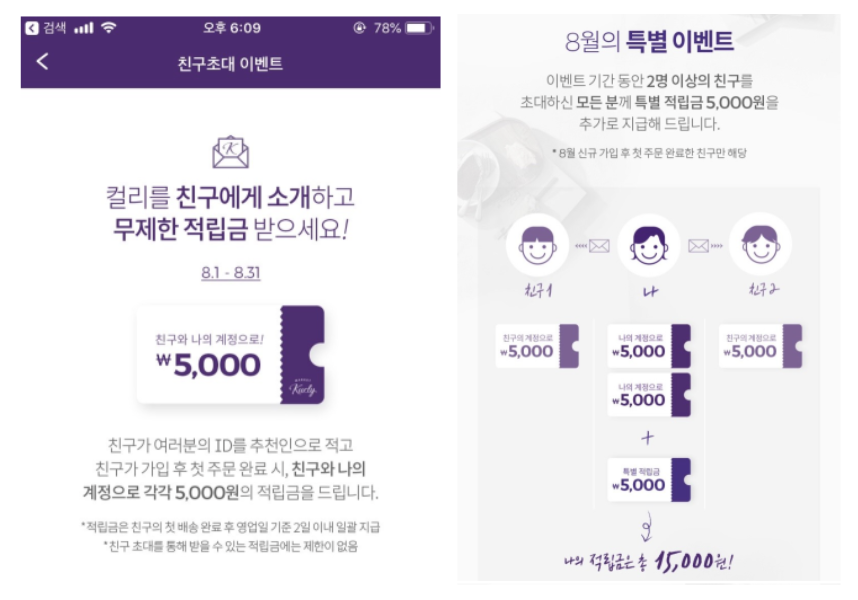 검색
오후 6:09
78%
친구초대 이벤트
컬리를 친구에게 소개하고
무제한 적립금 받으세요!
8.1 - 8.31
친구와 나의 계정으로!
₩5,000
MARKET
Kurly
친구가 여러분의 ID를 추천인으로 적고
친구가 가입 후 첫 주문 완료 시, 친구와 나의
계정으로 각각 5,000원의 적립금을 드립니다.
*적립금은 친구의 첫 배송 완료 후 영업일 기준 2일 이내 일괄 지급
*친구 초대를 통해 받을 수 있는 적립금에는 제한이 없음
8월의 특별 이벤트
이벤트 기간 동안 2명 이상의 친구를
초대하신 모든 분께 특별 적립금 5,000원을
추가로 지급해 드립니다.
* 8월 신규 가입 후 첫 주문 완료한 친구만 해당
친구1
나
친구2
친구의 계정으로
₩5,000
나의 계정으로
₩5,000
친구의 계정으로
₩5,000
나의 계정으로
₩5,000
+
특별 적립금
₩5,000
나의 적립금은 총 15,000원!